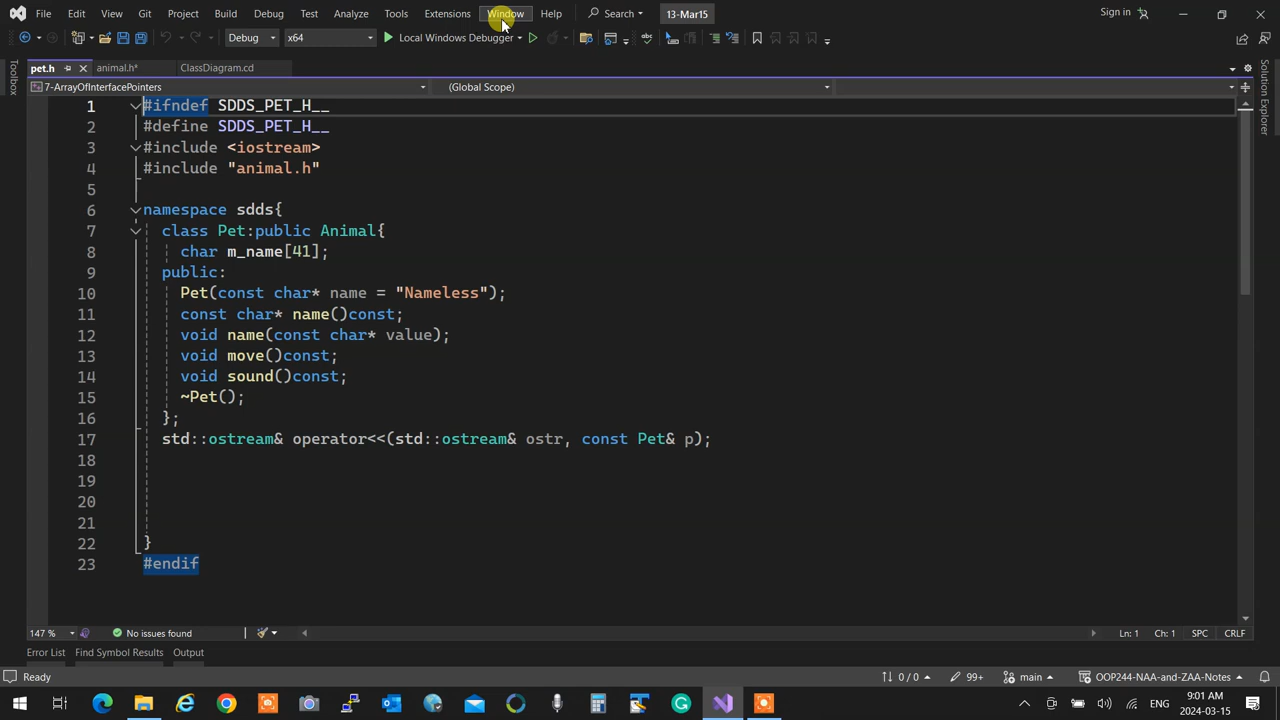 File Edit View Git Project Build Debug Test Analyze Tools Extensions Window Help Search 13-Mar15 Sign in
Debug x64 Local Windows Debugger
pet.h animal.h* ClassDiagram.cd
7-ArrayOfInterfacePointers (Global Scope)
Toolbox
Solution Explorer
1 #ifndef SDDS_PET_H__
2 #define SDDS_PET_H__
3 #include <iostream>
4 #include "animal.h"
5
6 namespace sdds{
7 class Pet:public Animal{
8 char m_name[41];
9 public:
10 Pet(const char* name = "Nameless");
11 const char* name()const;
12 void name(const char* value);
13 void move()const;
14 void sound()const;
15 ~Pet();
16 };
17 std::ostream& operator<<(std::ostream& ostr, const Pet& p);
18
19
20
21
22 }
23 #endif
147 % No issues found Ln: 1 Ch: 1 SPC CRLF
Error List Find Symbol Results Output
Ready 0 / 0 99+ main OOP244-NAA-and-ZAA-Notes
ENG 9:01 AM
2024-03-15